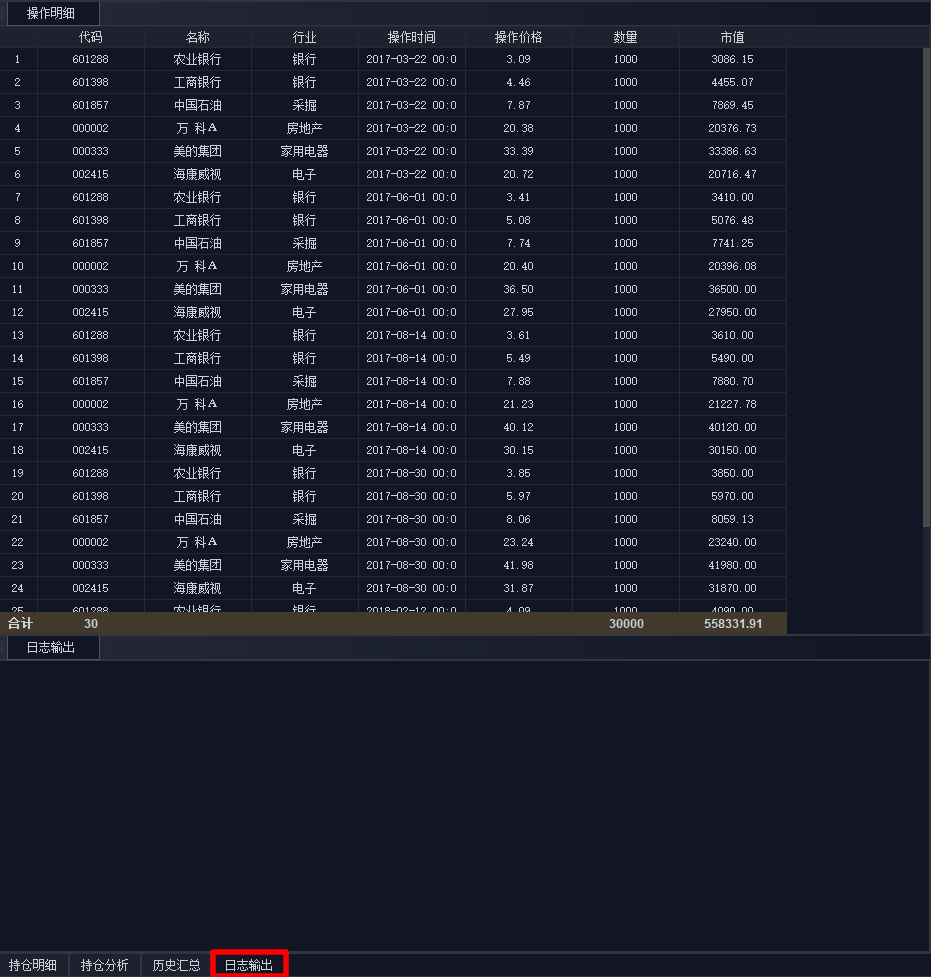 操作明细
代码 名称 行业 操作时间 操作价格 数量 市值
1 601288 农业银行 银行 2017-03-22 00:0 3.09 1000 3086.15
2 601398 工商银行 银行 2017-03-22 00:0 4.46 1000 4455.07
3 601857 中国石油 采掘 2017-03-22 00:0 7.87 1000 7869.45
4 000002 万 科A 房地产 2017-03-22 00:0 20.38 1000 20376.73
5 000333 美的集团 家用电器 2017-03-22 00:0 33.39 1000 33386.63
6 002415 海康威视 电子 2017-03-22 00:0 20.72 1000 20716.47
7 601288 农业银行 银行 2017-06-01 00:0 3.41 1000 3410.00
8 601398 工商银行 银行 2017-06-01 00:0 5.08 1000 5076.48
9 601857 中国石油 采掘 2017-06-01 00:0 7.74 1000 7741.25
10 000002 万 科A 房地产 2017-06-01 00:0 20.40 1000 20396.08
11 000333 美的集团 家用电器 2017-06-01 00:0 36.50 1000 36500.00
12 002415 海康威视 电子 2017-06-01 00:0 27.95 1000 27950.00
13 601288 农业银行 银行 2017-08-14 00:0 3.61 1000 3610.00
14 601398 工商银行 银行 2017-08-14 00:0 5.49 1000 5490.00
15 601857 中国石油 采掘 2017-08-14 00:0 7.88 1000 7880.70
16 000002 万 科A 房地产 2017-08-14 00:0 21.23 1000 21227.78
17 000333 美的集团 家用电器 2017-08-14 00:0 40.12 1000 40120.00
18 002415 海康威视 电子 2017-08-14 00:0 30.15 1000 30150.00
19 601288 农业银行 银行 2017-08-30 00:0 3.85 1000 3850.00
20 601398 工商银行 银行 2017-08-30 00:0 5.97 1000 5970.00
21 601857 中国石油 采掘 2017-08-30 00:0 8.06 1000 8059.13
22 000002 万 科A 房地产 2017-08-30 00:0 23.24 1000 23240.00
23 000333 美的集团 家用电器 2017-08-30 00:0 41.98 1000 41980.00
24 002415 海康威视 电子 2017-08-30 00:0 31.87 1000 31870.00
25 601288 农业银行 银行 2018-02-12 00:0 4.09 1000 4090.00
合计 30 30000 558331.91
日志输出
持仓明细 持仓分析 历史汇总 日志输出